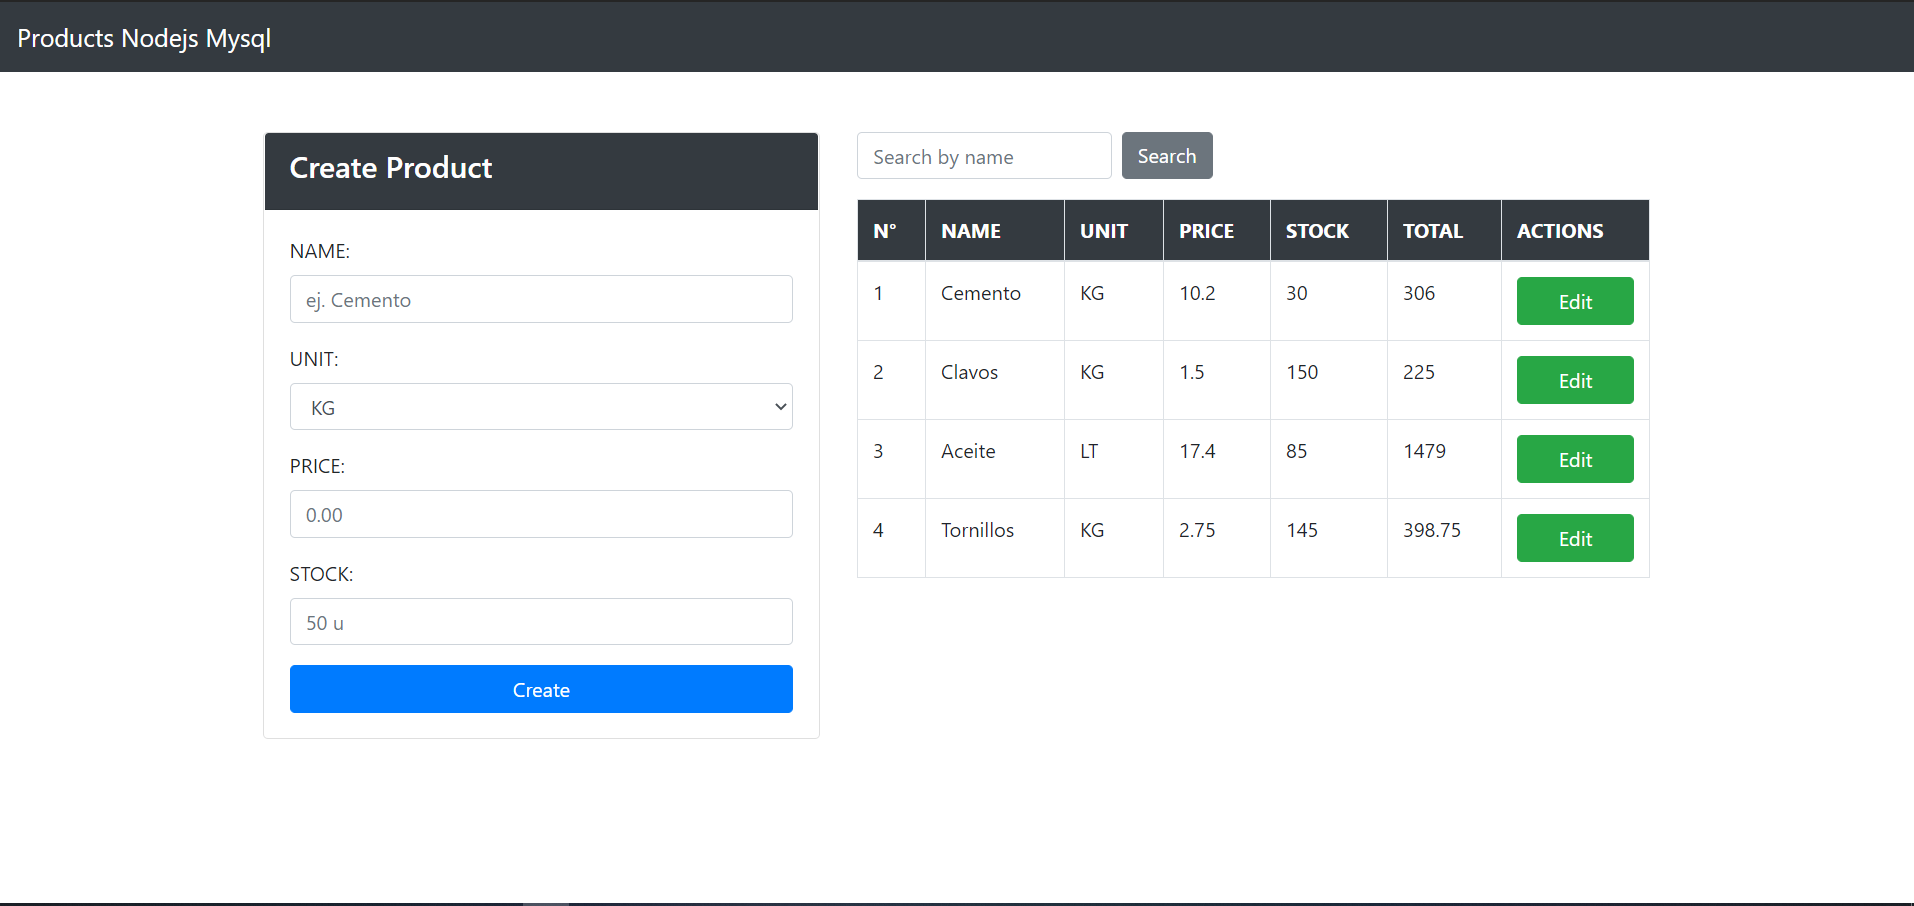 Products Nodejs Mysql
Create Product
NAME:
ej. Cemento
UNIT:
KG
PRICE:
0.00
STOCK:
50 u
Create
Search by name Search
N° NAME UNIT PRICE STOCK TOTAL ACTIONS
1 Cemento KG 10.2 30 306 Edit
2 Clavos KG 1.5 150 225 Edit
3 Aceite LT 17.4 85 1479 Edit
4 Tornillos KG 2.75 145 398.75 Edit